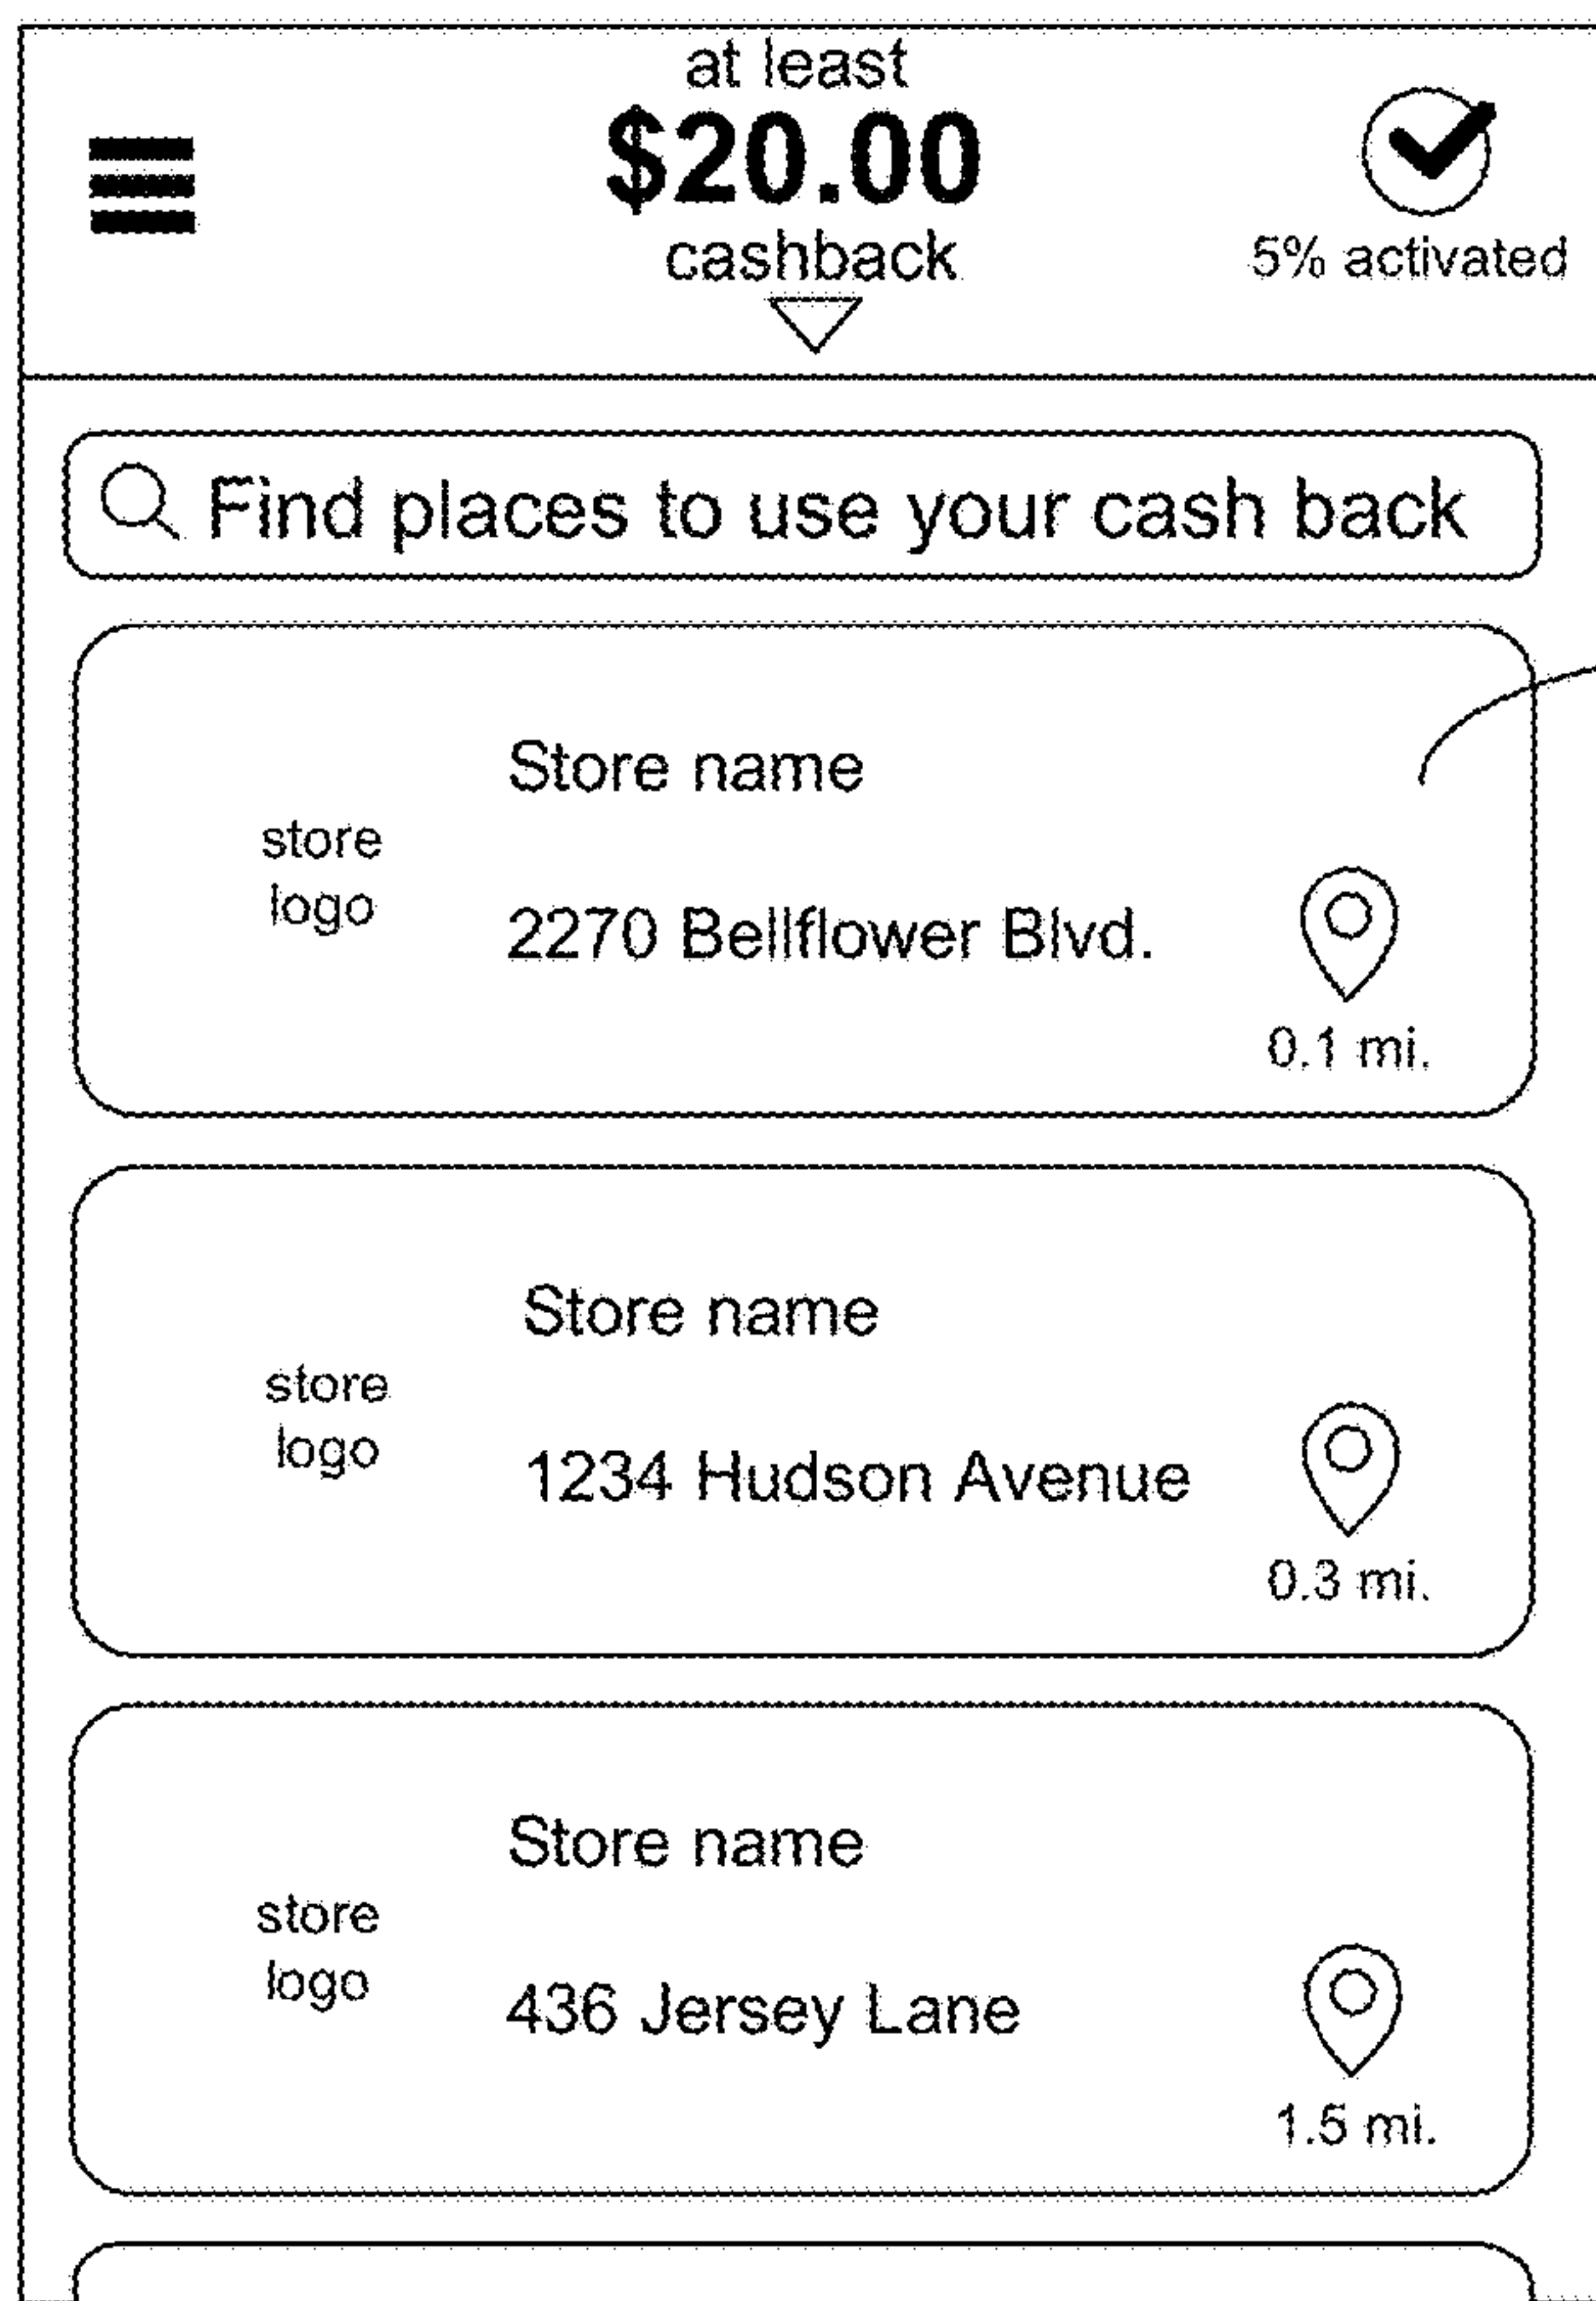 at least
$20.00
cashback
5% activated
Find places to use your cash back
Store name
store
logo
2270 Bellflower Blvd.
0.1 mi.
Store name
store
logo
1234 Hudson Avenue
0.3 mi.
Store name
store
logo
436 Jersey Lane
1.5 mi.